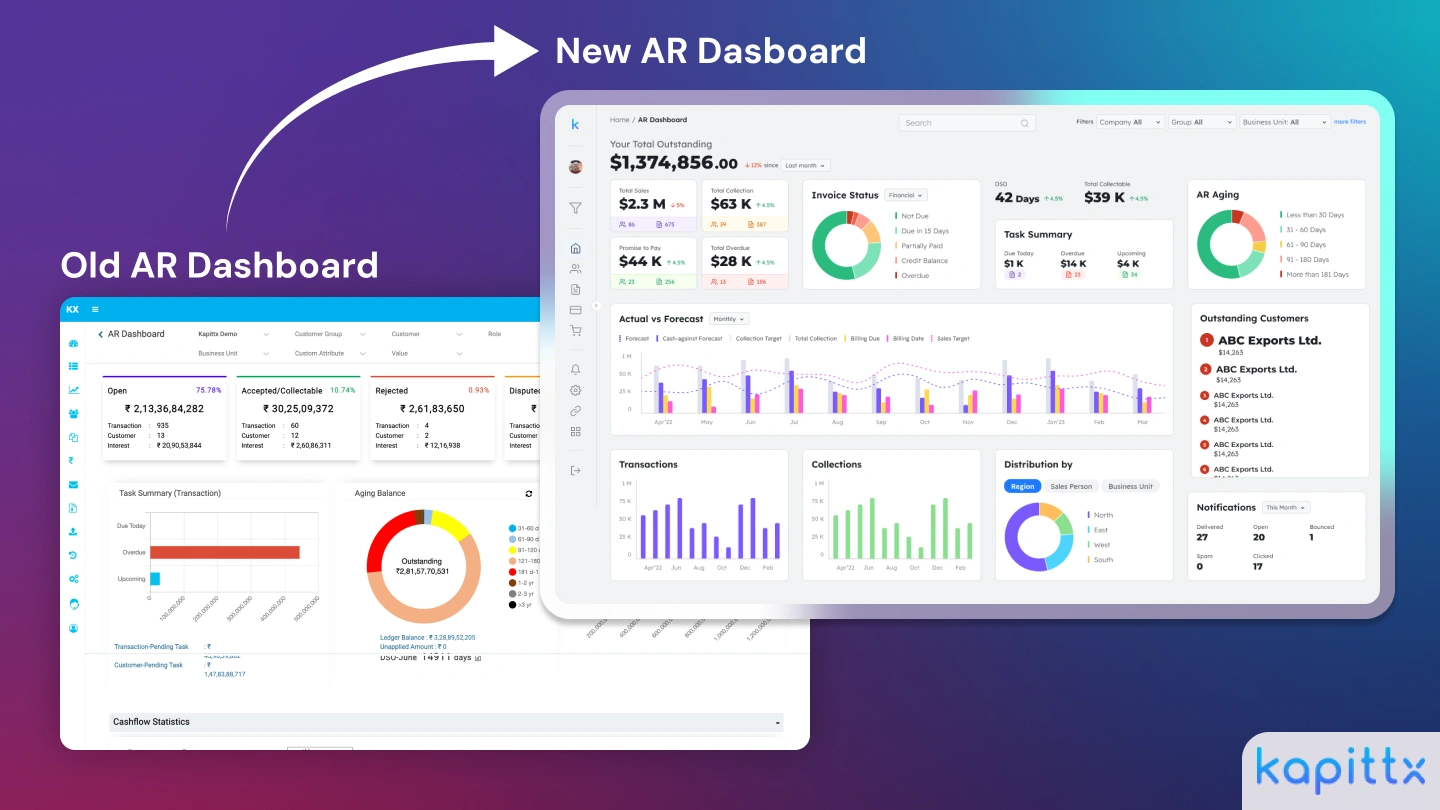 New AR Dasboard
Old AR Dashboard
KX
AR Dashboard
Kapittx Demo
Customer Group
Customer
Role
Business Unit
Custom Attribute
Value
Open 75.78%
₹ 2,13,36,84,282
Transaction : 935
Customer : 13
Interest : ₹ 20,90,53,844
Accepted/Collectable 10.74%
₹ 30,25,09,372
Transaction : 60
Customer : 12
Interest : ₹ 2,60,86,311
Rejected 0.93%
₹ 2,61,83,650
Transaction : 4
Customer : 2
Interest : ₹ 12,16,938
Disputed
₹
Transaction
Customer
Interest
Task Summary (Transaction)
Due Today
Overdue
Upcoming
0
100,000,000
200,000,000
300,000,000
400,000,000
500,000,000
Transaction-Pending Task : ₹
Customer-Pending Task : ₹
1,47,83,88,717
Aging Balance
Outstanding
₹2,81,57,70,531
31-60 d
61-90 d
91-120
121-180
181 d-1
1-2 yr
2-3 yr
>3 yr
Ledger Balance : ₹ 3,28,89,52,205
Unapplied Amount : ₹ 0
DSO-June 14911 days
200,000,
400,000,
600,000,
800,000,
1,000,000,
1,200,000,
Cashflow Statistics
k
Home / AR Dashboard
Search
Filters
Company All
Group All
Business Unit: All
more filters
Your Total Outstanding
$1,374,856.00 ↓12% since Last month
Total Sales
$2.3 M ↓5%
86 675
Total Collection
$63 K ↑4.5%
39 387
Promise to Pay
$44 K ↑4.5%
23 256
Total Overdue
$28 K ↑4.5%
13 186
Invoice Status Financial
Not Due
Due in 15 Days
Partially Paid
Credit Balance
Overdue
DSO
42 Days ↑4.5%
Total Collectable
$39 K ↑4.5%
Task Summary
Due Today
$1 K
2
Overdue
$14 K
23
Upcoming
$4 K
34
AR Aging
Less than 30 Days
31 - 60 Days
61 - 90 Days
91 - 180 Days
More than 181 Days
Actual vs Forecast Monthly
Forecast
Cash-against Forecast
Collection Target
Total Collection
Billing Due
Billing Date
Sales Target
1 M
50 K
25 K
0
Apr'22
May
Jun
Jul
Aug
Sep
Oct
Nov
Dec
Jan'23
Feb
Mar
Outstanding Customers
1 ABC Exports Ltd.
$14,263
2 ABC Exports Ltd.
$14,263
3 ABC Exports Ltd.
$14,263
4 ABC Exports Ltd.
$14,263
5 ABC Exports Ltd.
$14,263
6 ABC Exports Ltd.
Transactions
1 M
75 K
50 K
25 K
0
Apr'22
Jun
Aug
Oct
Dec
Feb
Collections
1 M
75 K
50 K
25 K
0
Apr'22
Jun
Aug
Oct
Dec
Feb
Distribution by
Region
Sales Person
Business Unit
North
East
West
South
Notifications This Month
Delivered
27
Open
20
Bounced
1
Spam
0
Clicked
17
kapittx